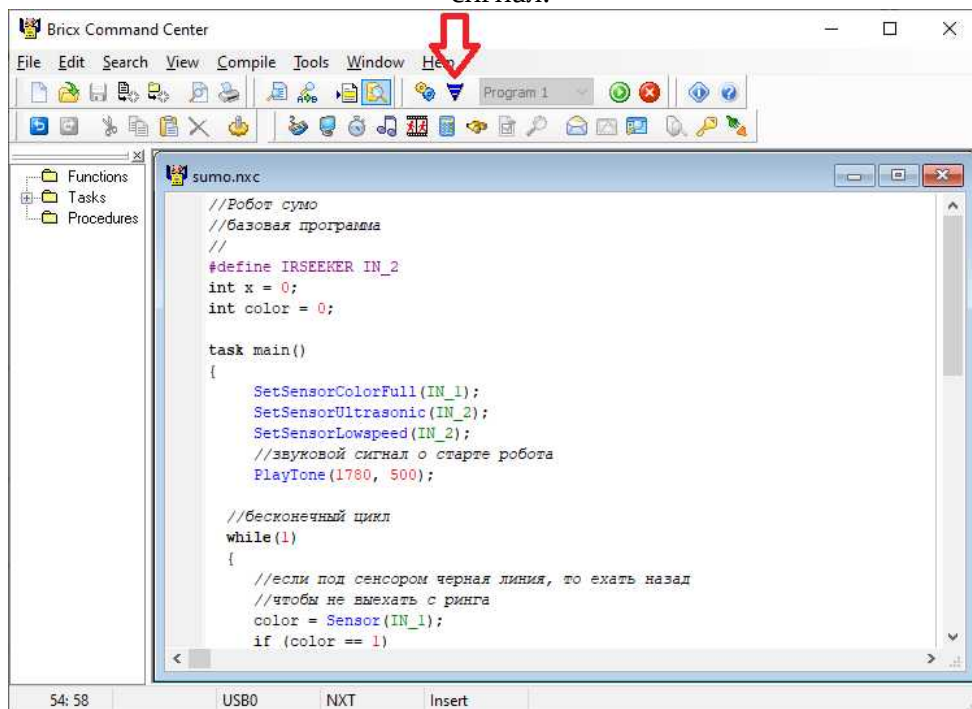 сигнал.
Bricx Command Center
File Edit Search View Compile Tools Window Help
Program 1
Functions
Tasks
Procedures
sumo.nxc
//Робот сумо
//базовая программа
//
#define IRSEEKER IN_2
int x = 0;
int color = 0;
task main()
{
SetSensorColorFull(IN_1);
SetSensorUltrasonic(IN_2);
SetSensorLowspeed(IN_2);
//звуковой сигнал о старте робота
PlayTone(1780, 500);
//бесконечный цикл
while(1)
{
//если под сенсором черная линия, то ехать назад
//чтобы не выехать с ринга
color = Sensor(IN_1);
if (color == 1)
54: 58 USB0 NXT Insert